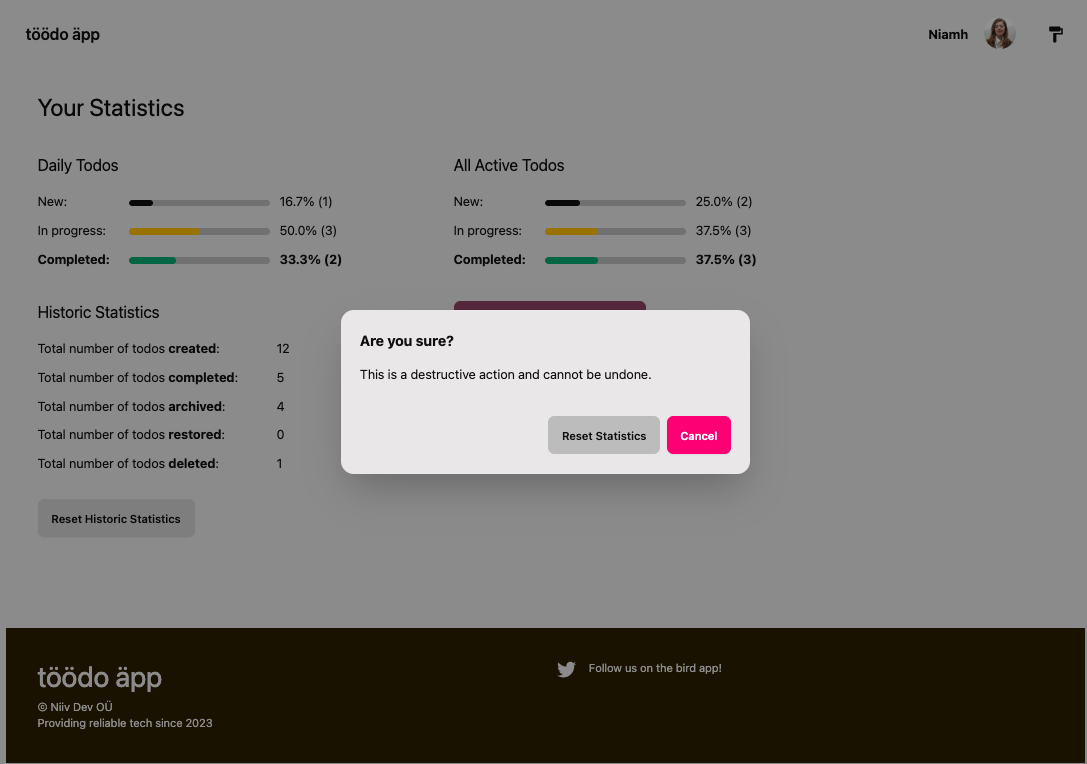 töödo äpp
Niamh
Your Statistics
Daily Todos
New: 16.7% (1)
In progress: 50.0% (3)
Completed: 33.3% (2)
All Active Todos
New: 25.0% (2)
In progress: 37.5% (3)
Completed: 37.5% (3)
Historic Statistics
Total number of todos created: 12
Total number of todos completed: 5
Total number of todos archived: 4
Total number of todos restored: 0
Total number of todos deleted: 1
Reset Historic Statistics
Are you sure?
This is a destructive action and cannot be undone.
Reset Statistics
Cancel
töödo äpp
© Niiv Dev OÜ
Providing reliable tech since 2023
Follow us on the bird app!